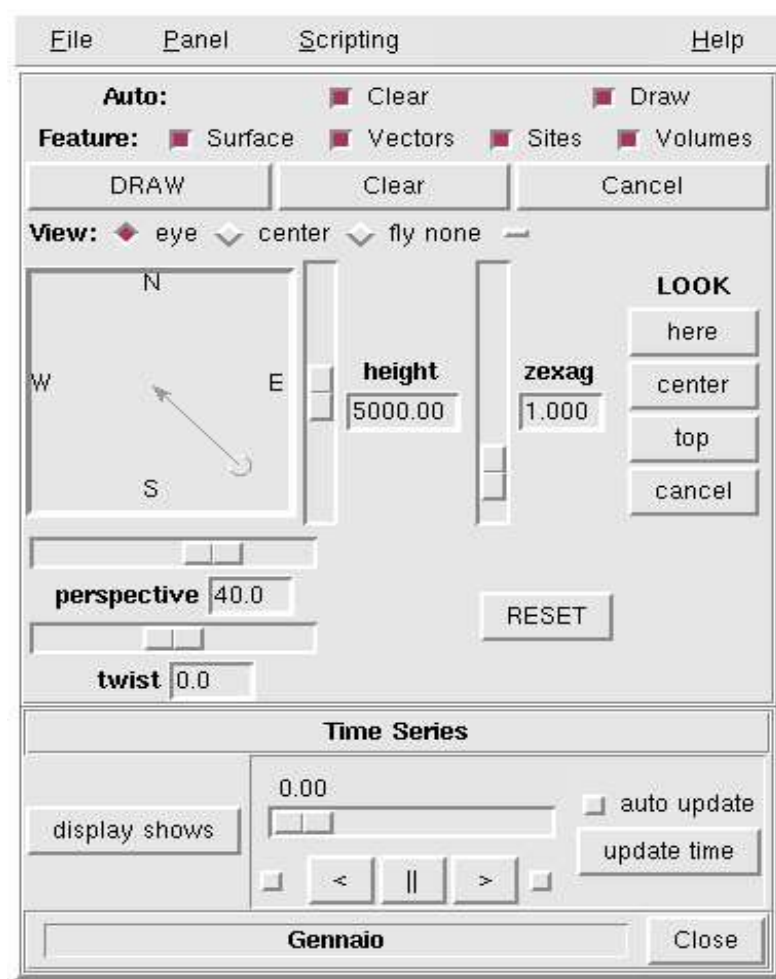 File Panel Scripting Help
Auto: Clear Draw
Feature: Surface Vectors Sites Volumes
DRAW Clear Cancel
View: eye center fly none
N
W E
S
height
5000.00
zexag
1.000
LOOK
here
center
top
cancel
perspective 40.0
RESET
twist 0.0
Time Series
display shows
0.00
auto update
update time
< || >
Gennaio Close